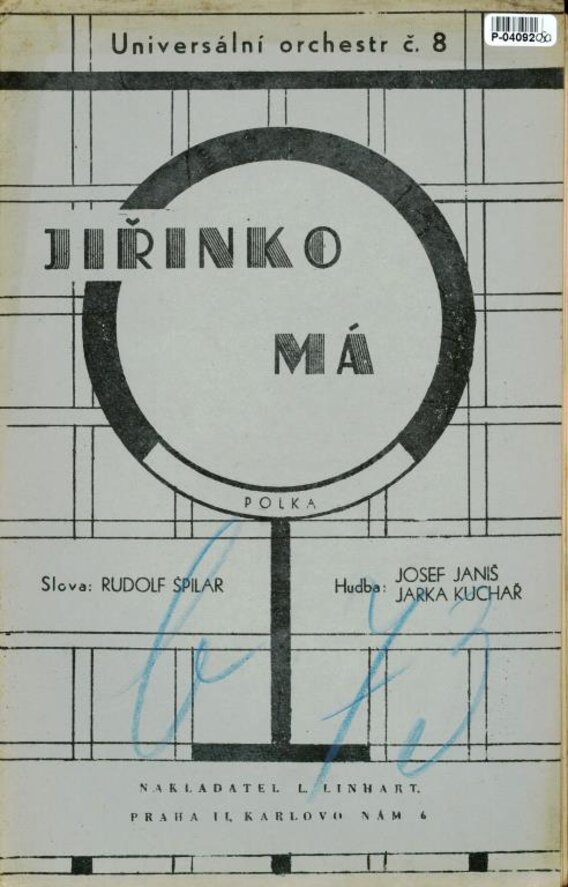 Universální orchestr č. 8
P-04092
JIŘINKO
MÁ
POLKA
Slova: RUDOLF ŠPILAR
Hudba: JOSEF JANIŠ
JARKA KUCHAŘ
NAKLADATEL L. LINHART,
PRAHA II, KARLOVO NÁM 6